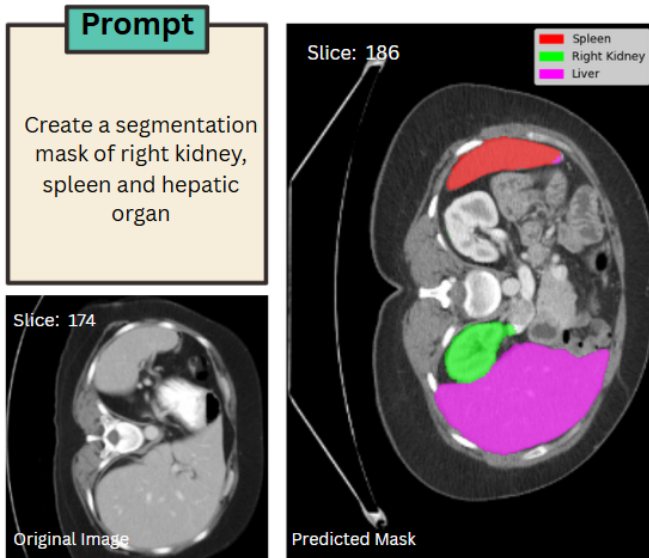 Prompt
Create a segmentation
mask of right kidney,
spleen and hepatic
organ
Slice: 174
Original Image
Slice: 186
Spleen
Right Kidney
Liver
Predicted Mask